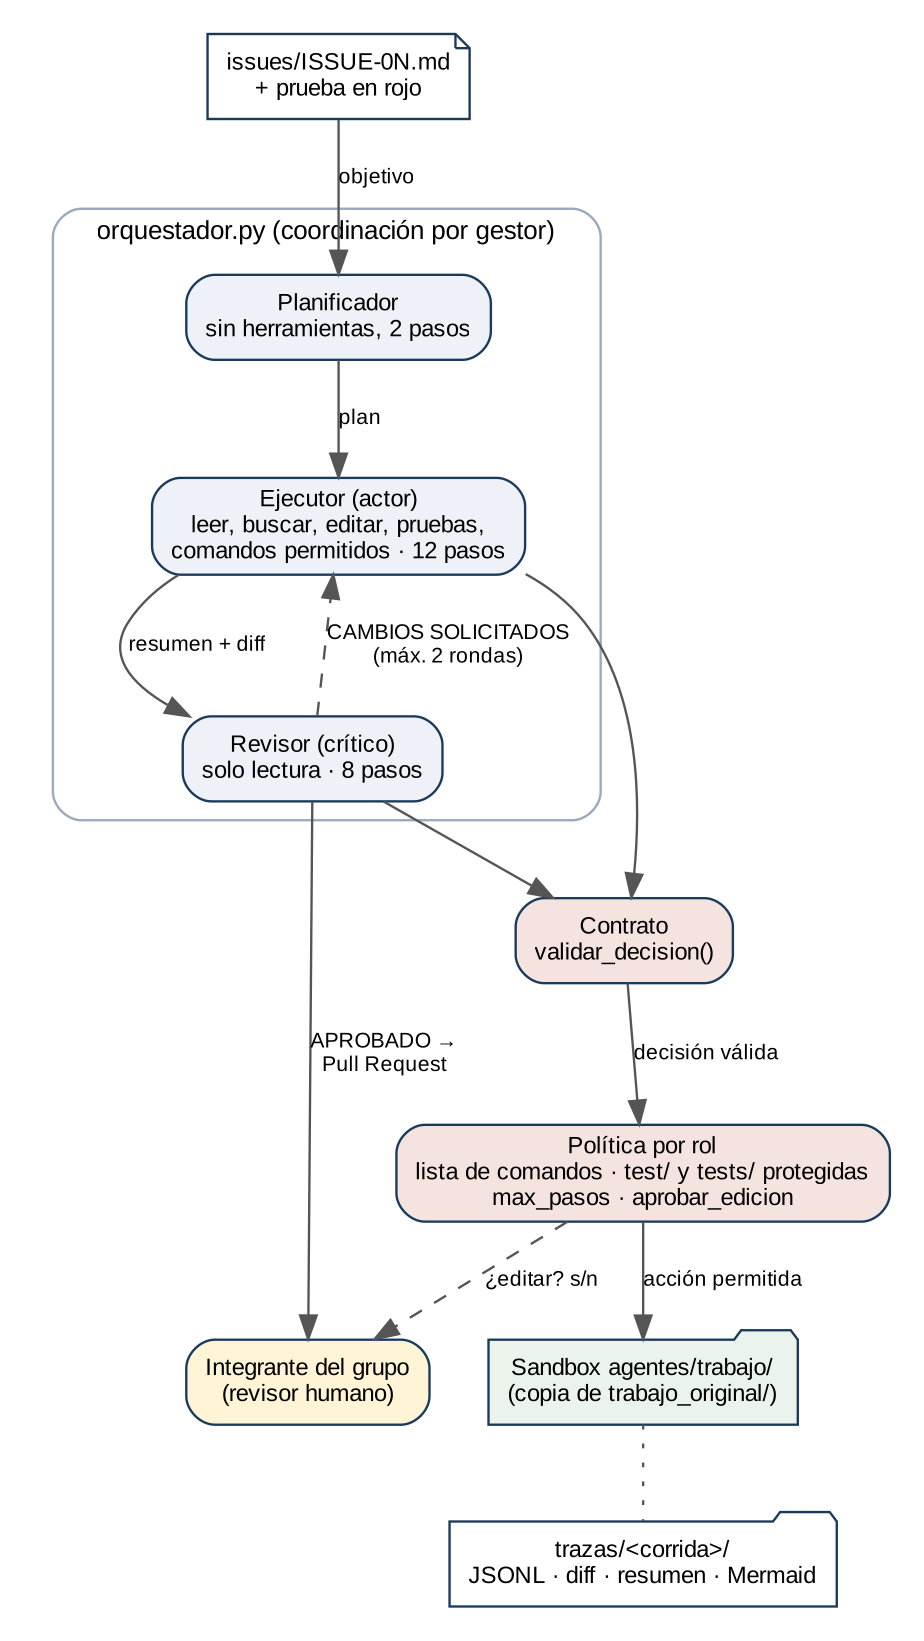 issues/ISSUE-0N.md
+ prueba en rojo
objetivo
orquestador.py (coordinación por gestor)
Planificador
sin herramientas, 2 pasos
plan
Ejecutor (actor)
leer, buscar, editar, pruebas,
comandos permitidos · 12 pasos
resumen + diff
CAMBIOS SOLICITADOS
(máx. 2 rondas)
Revisor (crítico)
solo lectura · 8 pasos
Contrato
validar_decision()
APROBADO →
Pull Request
decisión válida
Política por rol
lista de comandos · test/ y tests/ protegidas
max_pasos · aprobar_edicion
¿editar? s/n
acción permitida
Integrante del grupo
(revisor humano)
Sandbox agentes/trabajo/
(copia de trabajo_original/)
trazas/<corrida>/
JSONL · diff · resumen · Mermaid